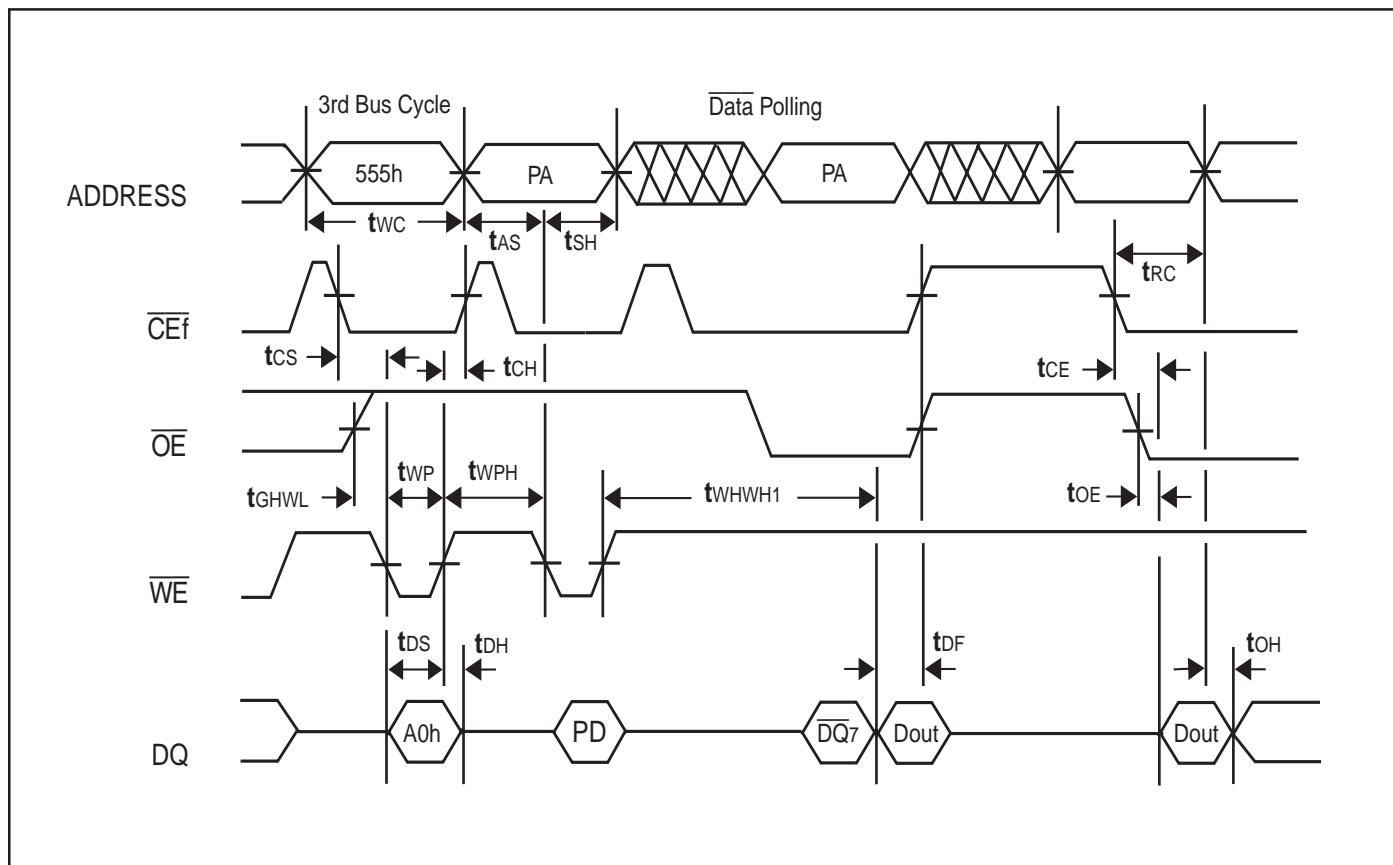 3rd Bus Cycle
Data Polling
ADDRESS
555h
PA
PA
tWC
tAS
tSH
tRC
CEf
tCS
tCH
tCE
OE
tWP
tWPH
tGHWL
tWHWH1
tOE
WE
tDS
tDH
tDF
tOH
DQ
A0h
PD
DQ7
Dout
Dout